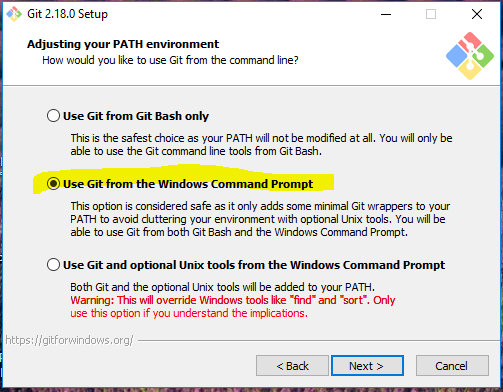 Git 2.18.0 Setup
Adjusting your PATH environment
How would you like to use Git from the command line?
Use Git from Git Bash only
This is the safest choice as your PATH will not be modified at all. You will only be
able to use the Git command line tools from Git Bash.
Use Git from the Windows Command Prompt
This option is considered safe as it only adds some minimal Git wrappers to your
PATH to avoid cluttering your environment with optional Unix tools. You will be
able to use Git from both Git Bash and the Windows Command Prompt.
Use Git and optional Unix tools from the Windows Command Prompt
Both Git and the optional Unix tools will be added to your PATH.
Warning: This will override Windows tools like "find" and "sort". Only
use this option if you understand the implications.
https://gitforwindows.org/
< Back
Next >
Cancel